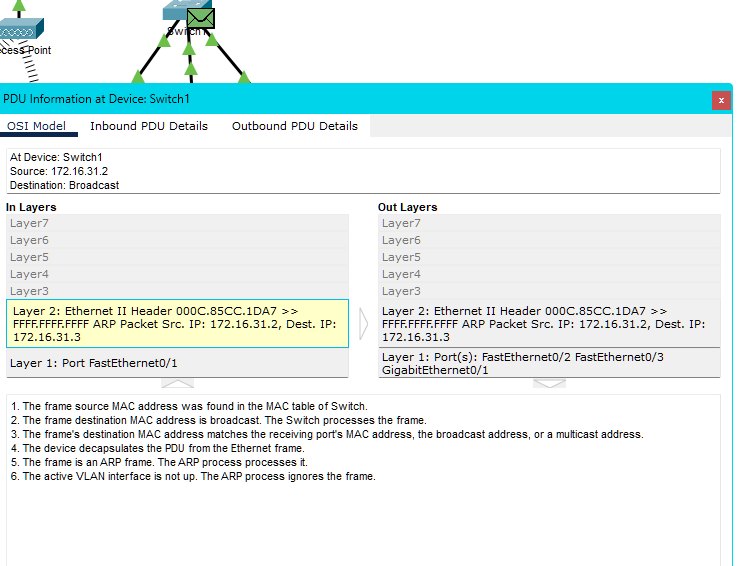 cess Point
Switch1
PDU Information at Device: Switch1
x
OSI Model Inbound PDU Details Outbound PDU Details
At Device: Switch1
Source: 172.16.31.2
Destination: Broadcast
In Layers
Layer7
Layer6
Layer5
Layer4
Layer3
Layer 2: Ethernet II Header 000C.85CC.1DA7 >>
FFFF.FFFF.FFFF ARP Packet Src. IP: 172.16.31.2, Dest. IP:
172.16.31.3
Layer 1: Port FastEthernet0/1
Out Layers
Layer7
Layer6
Layer5
Layer4
Layer3
Layer 2: Ethernet II Header 000C.85CC.1DA7 >>
FFFF.FFFF.FFFF ARP Packet Src. IP: 172.16.31.2, Dest. IP:
172.16.31.3
Layer 1: Port(s): FastEthernet0/2 FastEthernet0/3
GigabitEthernet0/1
1. The frame source MAC address was found in the MAC table of Switch.
2. The frame destination MAC address is broadcast. The Switch processes the frame.
3. The frame's destination MAC address matches the receiving port's MAC address, the broadcast address, or a multicast address.
4. The device decapsulates the PDU from the Ethernet frame.
5. The frame is an ARP frame. The ARP process processes it.
6. The active VLAN interface is not up. The ARP process ignores the frame.